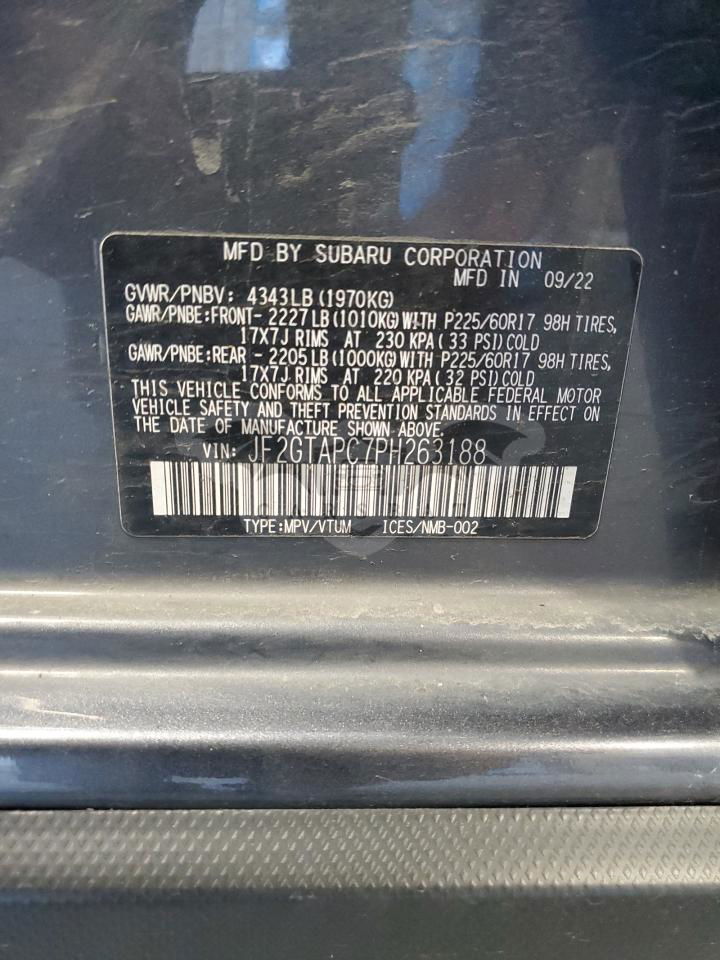 MFD BY SUBARU CORPORATION
MFD IN 09/22
GVWR/PNBV: 4343LB (1970KG)
GAWR/PNBE:FRONT- 2227LB (1010KG)WITH P225/60R17 98H TIRES,
17X7J RIMS AT 230 KPA( 33 PSI)COLD
GAWR/PNBE:REAR - 2205LB (1000KG)WITH P225/60R17 98H TIRES,
17X7J RIMS AT 220 KPA( 32 PSI)COLD
THIS VEHICLE CONFORMS TO ALL APPLICABLE FEDERAL MOTOR
VEHICLE SAFETY AND THEFT PREVENTION STANDARDS IN EFFECT ON
THE DATE OF MANUFACTURE SHOWN ABOVE.
VIN: JF2GTAPC7PH263188
TYPE:MPV/VTUM ICES/NMB-002